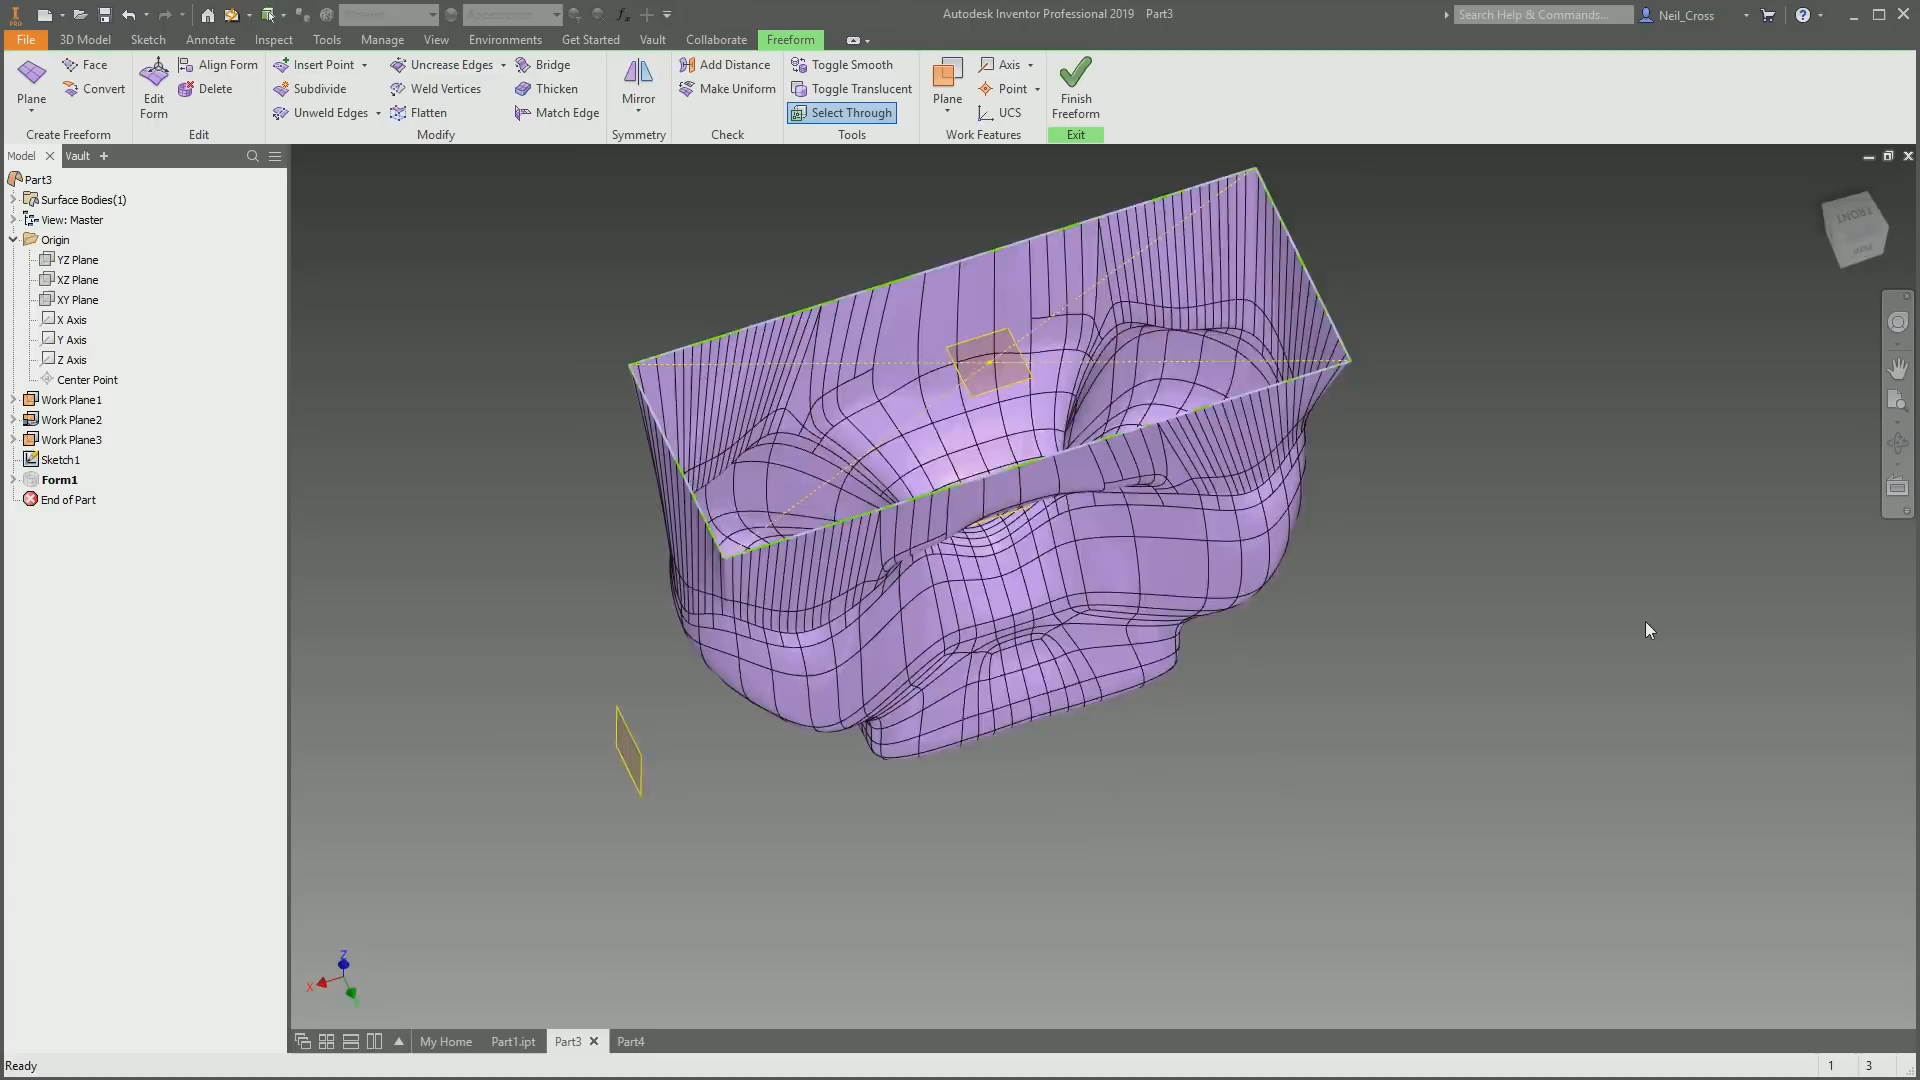 Autodesk Inventor Professional 2019 Part3
Search Help & Commands...
Neil_Cross
File 3D Model Sketch Annotate Inspect Tools Manage View Environments Get Started Vault Collaborate Freeform
Plane
Face
Convert
Create Freeform
Edit Form
Align Form
Delete
Edit
Insert Point
Subdivide
Unweld Edges
Uncrease Edges
Weld Vertices
Flatten
Bridge
Thicken
Match Edge
Modify
Mirror
Symmetry
Add Distance
Make Uniform
Check
Toggle Smooth
Toggle Translucent
Select Through
Tools
Plane
Axis
Point
UCS
Work Features
Finish
Freeform
Exit
Model Vault +
Part3
Surface Bodies(1)
View: Master
Origin
YZ Plane
XZ Plane
XY Plane
X Axis
Y Axis
Z Axis
Center Point
Work Plane1
Work Plane2
Work Plane3
Sketch1
Form1
End of Part
FRONT
Z
X
My Home Part1.ipt Part3 Part4
Ready
1 3